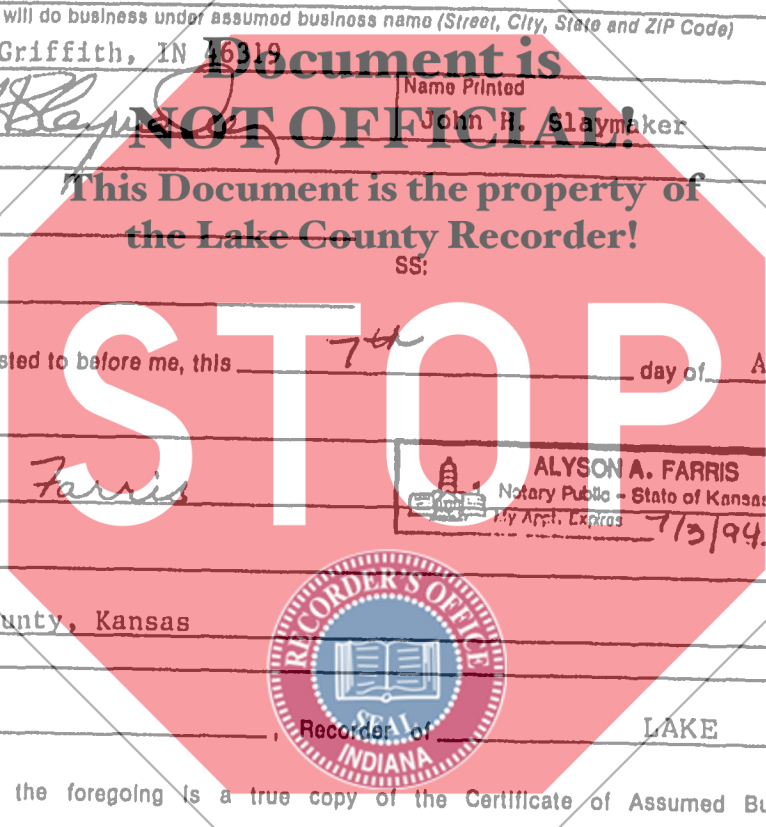 will do business under assumed business name (Street, City, State and ZIP Code)
Griffith, IN 46319
Document is
Name Printed
NOT OFFICIAL!
John H. Slaymaker
This Document is the property of
the Lake County Recorder!
SS:
STOP
sted to before me, this 7th day of A
Farris
ALYSON A. FARRIS
Notary Public - State of Kansas
My Appt. Expires 7/3/94
RECORDER'S OFFICE
unty, Kansas
SEAL
INDIANA
, Recorder of LAKE
the foregoing is a true copy of the Certificate of Assumed Bu